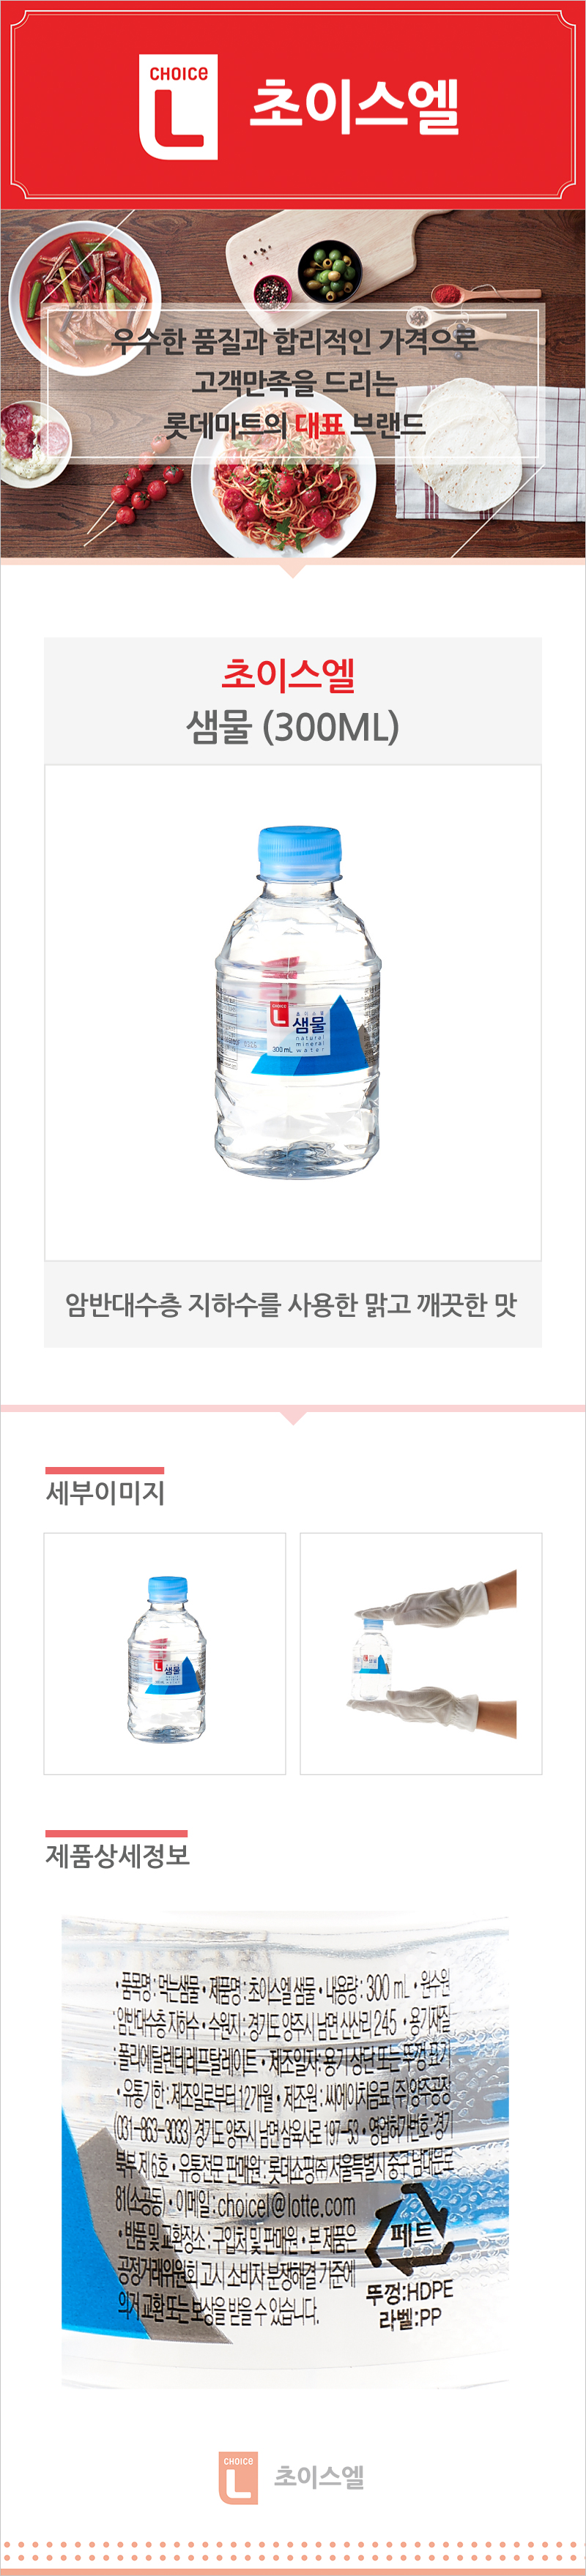 CHOICE
L
초이스엘
우수한 품질과 합리적인 가격으로
고객만족을 드리는
롯데마트의 대표 브랜드
초이스엘
샘물 (300ML)
CHOICE
L
초이스엘
샘물
natural
mineral
300 mL water
암반대수층 지하수를 사용한 맑고 깨끗한 맛
세부이미지
L 샘물
L 샘물
제품상세정보
• 품목명 : 먹는샘물 • 제품명 : 초이스엘 샘물 • 내용량 : 300 mL • 원수원
: 암반대수층 지하수 • 수원지 : 경기도 양주시 남면 신산리 245 • 용기재질
: 폴리에틸렌테레프탈레이트 • 제조일자 : 용기 상단 또는 뚜껑 표기
• 유통기한 : 제조일로부터 12개월 • 제조원 : 씨에이치음료(주)양주공장
(031-863-3033) 경기도 양주시 남면 삼육사로 197-53 • 영업허가번호 : 경기
북부 제6호 • 유통전문 판매원 : 롯데쇼핑㈜ 서울특별시 중구 남대문로
81(소공동) • 이메일 : choicel@lotte.com
• 반품 및 교환장소 : 구입처 및 판매원 • 본 제품은
공정거래위원회 고시 소비자 분쟁해결 기준에
의거 교환 또는 보상을 받을 수 있습니다.
페트
뚜껑:HDPE
라벨:PP
CHOICE
L
초이스엘